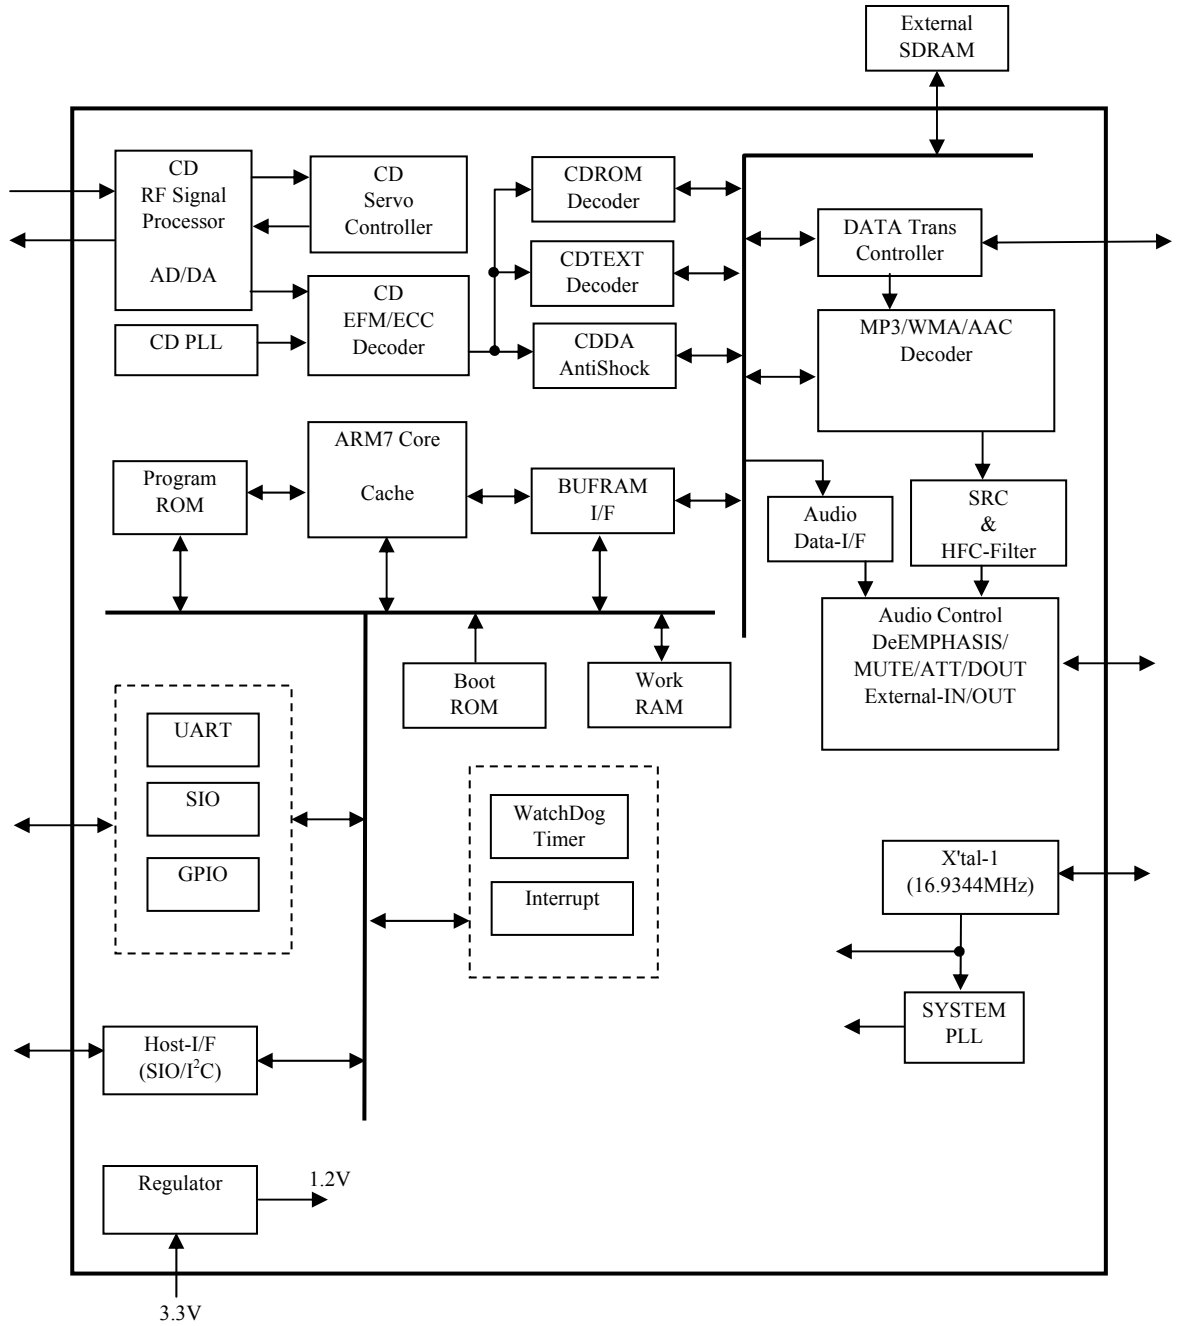 External
SDRAM
CD
RF Signal
Processor
AD/DA
CD
Servo
Controller
CDROM
Decoder
DATA Trans
Controller
CD PLL
CD
EFM/ECC
Decoder
CDTEXT
Decoder
CDDA
AntiShock
MP3/WMA/AAC
Decoder
Program
ROM
ARM7 Core
Cache
BUFRAM
I/F
Audio
Data-I/F
SRC
&
HFC-Filter
Audio Control
DeEMPHASIS/
MUTE/ATT/DOUT
External-IN/OUT
Boot
ROM
Work
RAM
UART
SIO
GPIO
WatchDog
Timer
Interrupt
X'tal-1
(16.9344MHz)
SYSTEM
PLL
Host-I/F
(SIO/I²C)
Regulator
1.2V
3.3V